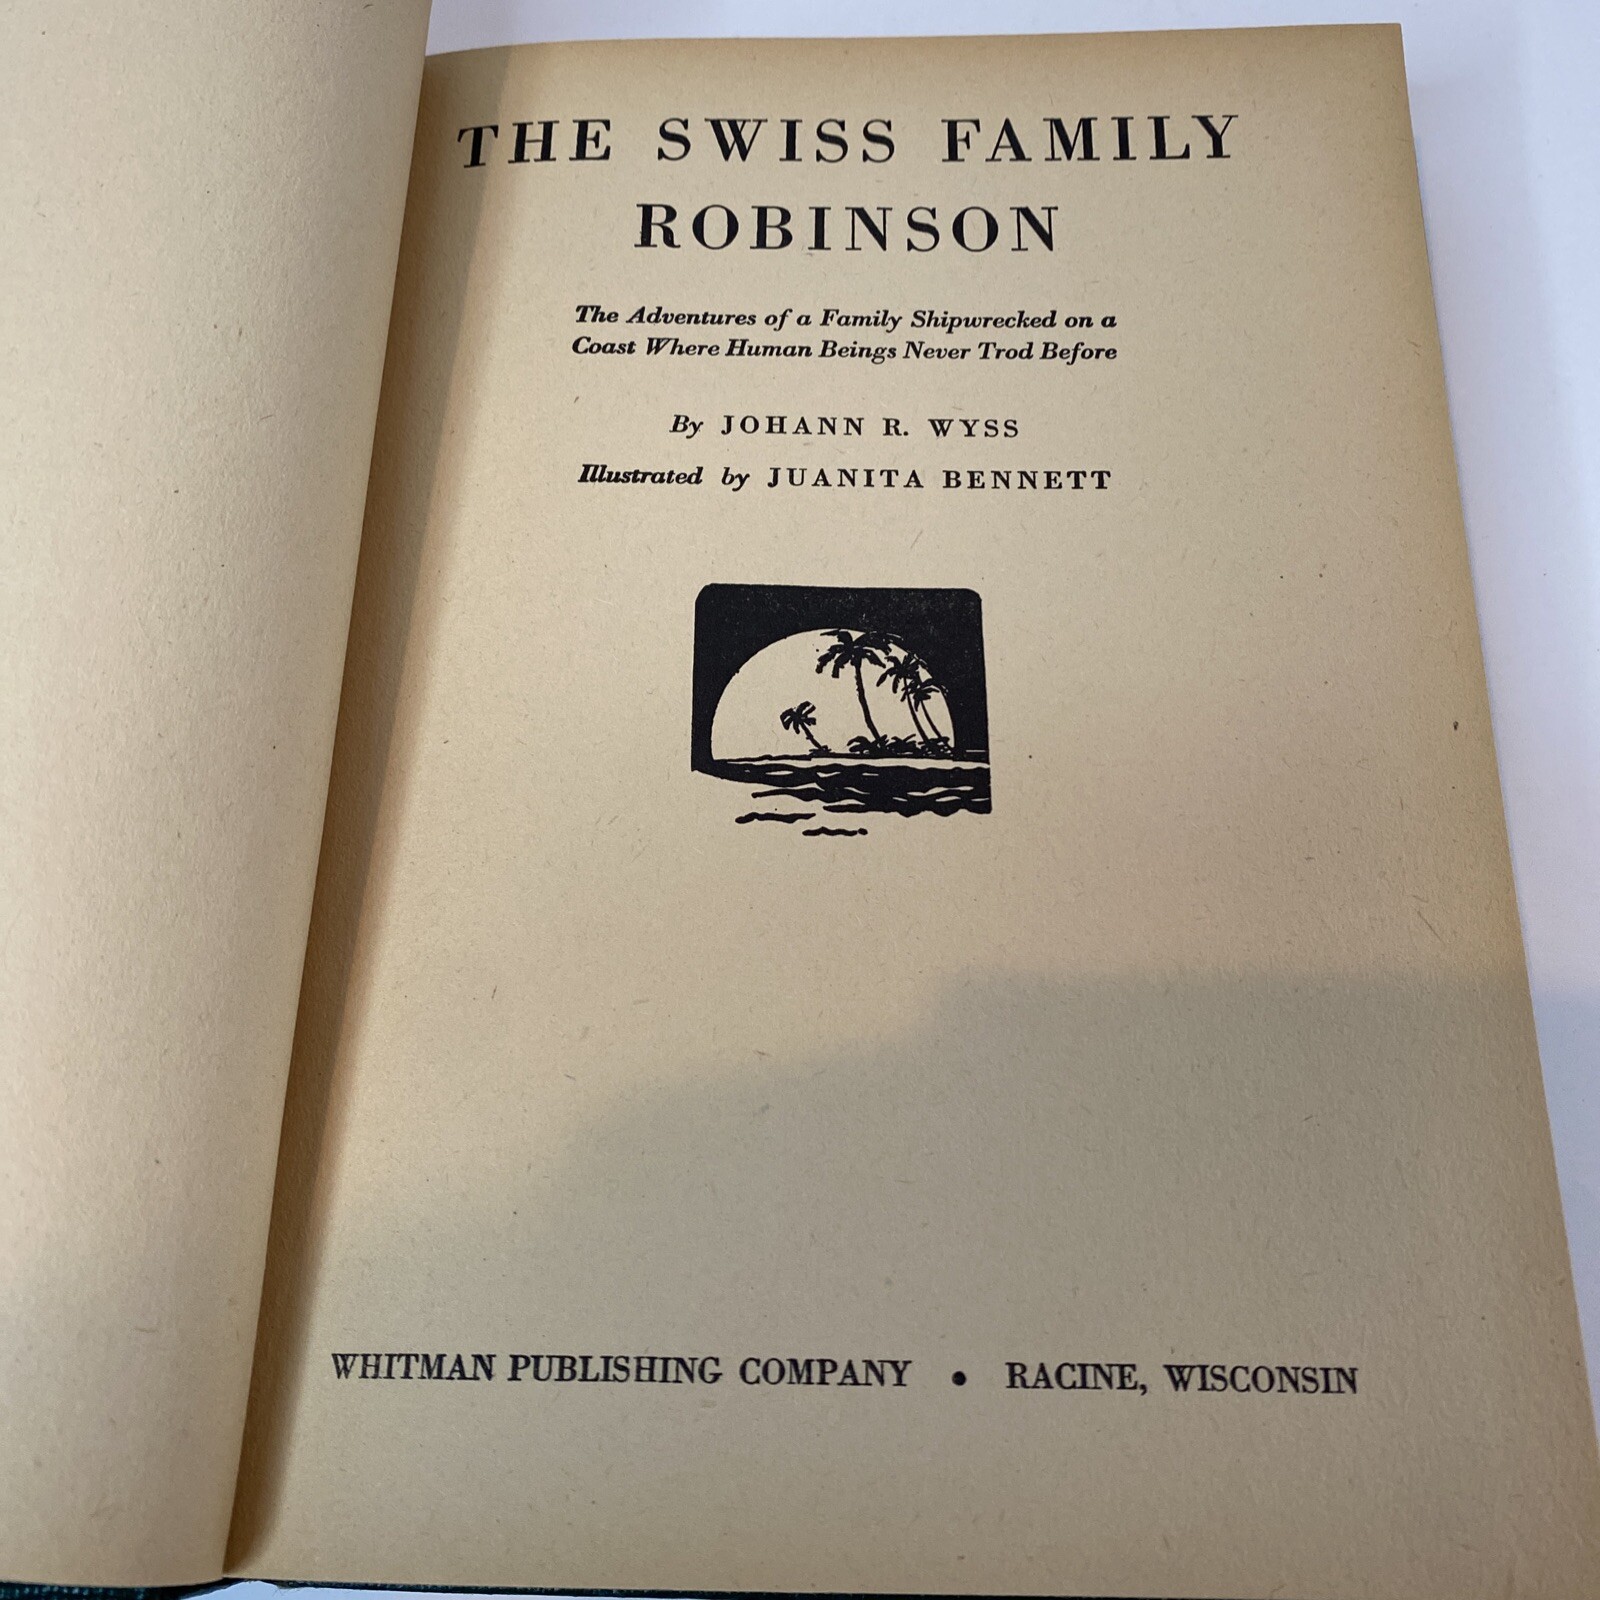 THE SWISS FAMILY
ROBINSON
The Adventures of a Family Shipwrecked on a
Coast Where Human Beings Never Trod Before
By JOHANN R. WYSS
Illustrated by JUANITA BENNETT
WHITMAN PUBLISHING COMPANY • RACINE, WISCONSIN